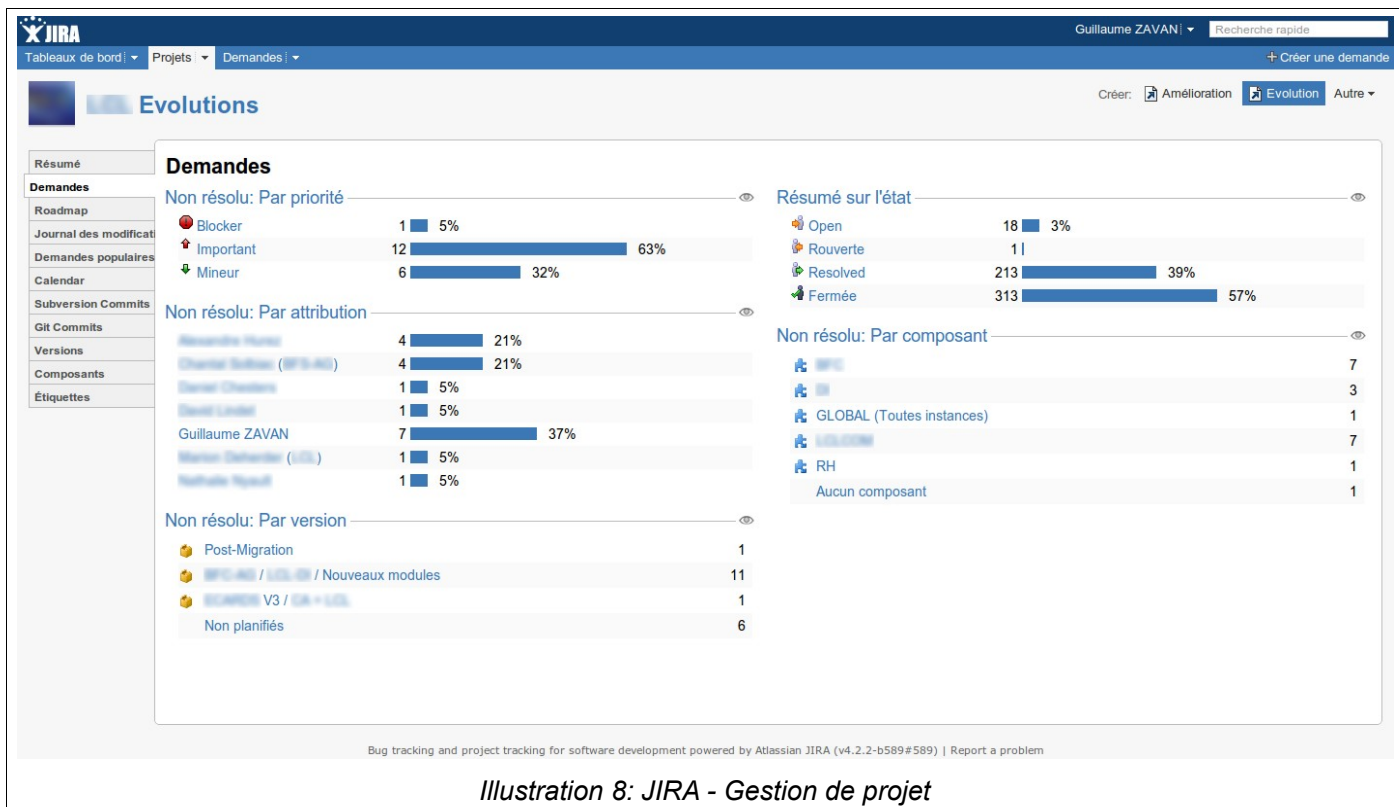 JIRA
Guillaume ZAVAN
Recherche rapide
Tableaux de bord
Projets
Demandes
Créer une demande
Evolutions
Créer:
Amélioration
Evolution
Autre
Résumé
Demandes
Roadmap
Journal des modificati
Demandes populaires
Calendar
Subversion Commits
Git Commits
Versions
Composants
Étiquettes
Demandes
Non résolu: Par priorité
Blocker 1 5%
Important 12 63%
Mineur 6 32%
Non résolu: Par attribution
4 21%
( ) 4 21%
1 5%
1 5%
Guillaume ZAVAN 7 37%
( ) 1 5%
1 5%
Non résolu: Par version
Post-Migration 1
/ / Nouveaux modules 11
V3 / 1
Non planifiés 6
Résumé sur l'état
Open 18 3%
Rouverte 1
Resolved 213 39%
Fermée 313 57%
Non résolu: Par composant
7
3
GLOBAL (Toutes instances) 1
7
RH 1
Aucun composant 1
Bug tracking and project tracking for software development powered by Atlassian JIRA (v4.2.2-b589#589) | Report a problem
Illustration 8: JIRA - Gestion de projet